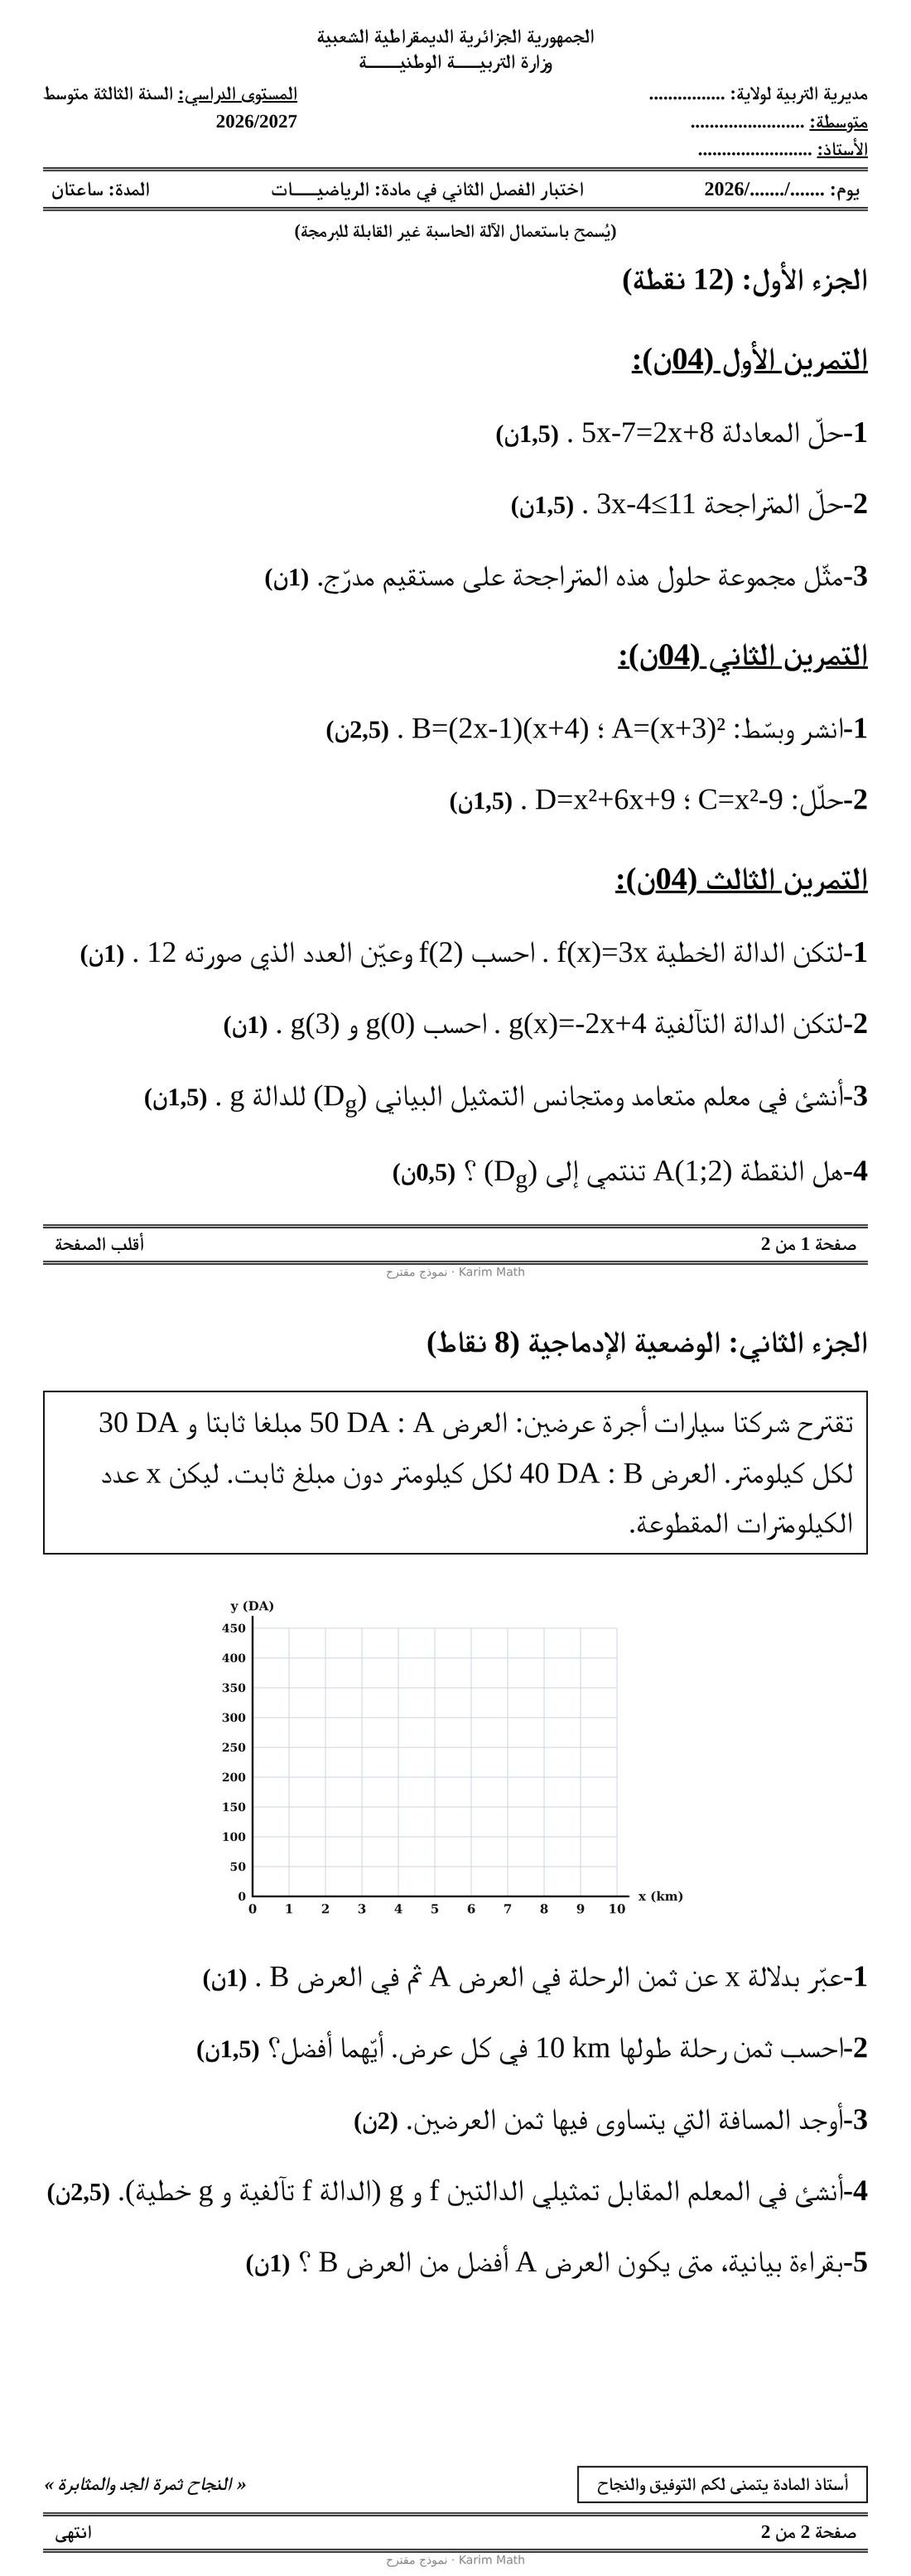 الجمهورية الجزائرية الديمقراطية الشعبية
وزارة التربيـــــة الوطنيـــــــة
مديرية التربية لولاية: ................ المستوى الدراسي: السنة الثالثة متوسط
متوسطة: ........................ 2026/2027
الأستاذ: ........................
يوم: ......./......./2026 اختبار الفصل الثاني في مادة: الرياضيـــــات المدة: ساعتان
(يُسمح باستعمال الآلة الحاسبة غير القابلة للبرمجة)
الجزء الأول: (12 نقطة)
التمرين الأول (04ن):
1-حلّ المعادلة 5x-7=2x+8 . (1,5ن)
2-حلّ المتراجحة 3x-4≤11 . (1,5ن)
3-مثّل مجموعة حلول هذه المتراجحة على مستقيم مدرّج. (1ن)
التمرين الثاني (04ن):
1-انشر وبسّط: A=(x+3)² ؛ B=(2x-1)(x+4) . (2,5ن)
2-حلّل: C=x²-9 ؛ D=x²+6x+9 . (1,5ن)
التمرين الثالث (04ن):
1-لتكن الدالة الخطية f(x)=3x . احسب f(2) وعيّن العدد الذي صورته 12 . (1ن)
2-لتكن الدالة التآلفية g(x)=-2x+4 . احسب g(0) و g(3) . (1ن)
3-أنشئ في معلم متعامد ومتجانس التمثيل البياني (Dg) للدالة g . (1,5ن)
4-هل النقطة A(1;2) تنتمي إلى (Dg) ؟ (0,5ن)
صفحة 1 من 2 أقلب الصفحة
Karim Math · نموذج مقترح
الجزء الثاني: الوضعية الإدماجية (8 نقاط)
تقترح شركتا سيارات أجرة عرضين: العرض A : 50 DA مبلغا ثابتا و 30 DA
لكل كيلومتر. العرض B : 40 DA لكل كيلومتر دون مبلغ ثابت. ليكن x عدد
الكيلومترات المقطوعة.
y (DA)
450
400
350
300
250
200
150
100
50
0
x (km)
0 1 2 3 4 5 6 7 8 9 10
1-عبّر بدلالة x عن ثمن الرحلة في العرض A ثم في العرض B . (1ن)
2-احسب ثمن رحلة طولها 10 km في كل عرض. أيّهما أفضل؟ (1,5ن)
3-أوجد المسافة التي يتساوى فيها ثمن العرضين. (2ن)
4-أنشئ في المعلم المقابل تمثيلي الدالتين f و g (الدالة f تآلفية و g خطية). (2,5ن)
5-بقراءة بيانية، متى يكون العرض A أفضل من العرض B ؟ (1ن)
أستاذ المادة يتمنى لكم التوفيق والنجاح « النجاح ثمرة الجد والمثابرة »
صفحة 2 من 2 انتهى
Karim Math · نموذج مقترح